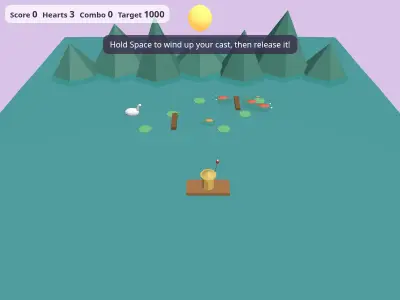 Score 0 Hearts 3 Combo 0 Target 1000
Hold Space to wind up your cast, then release it!